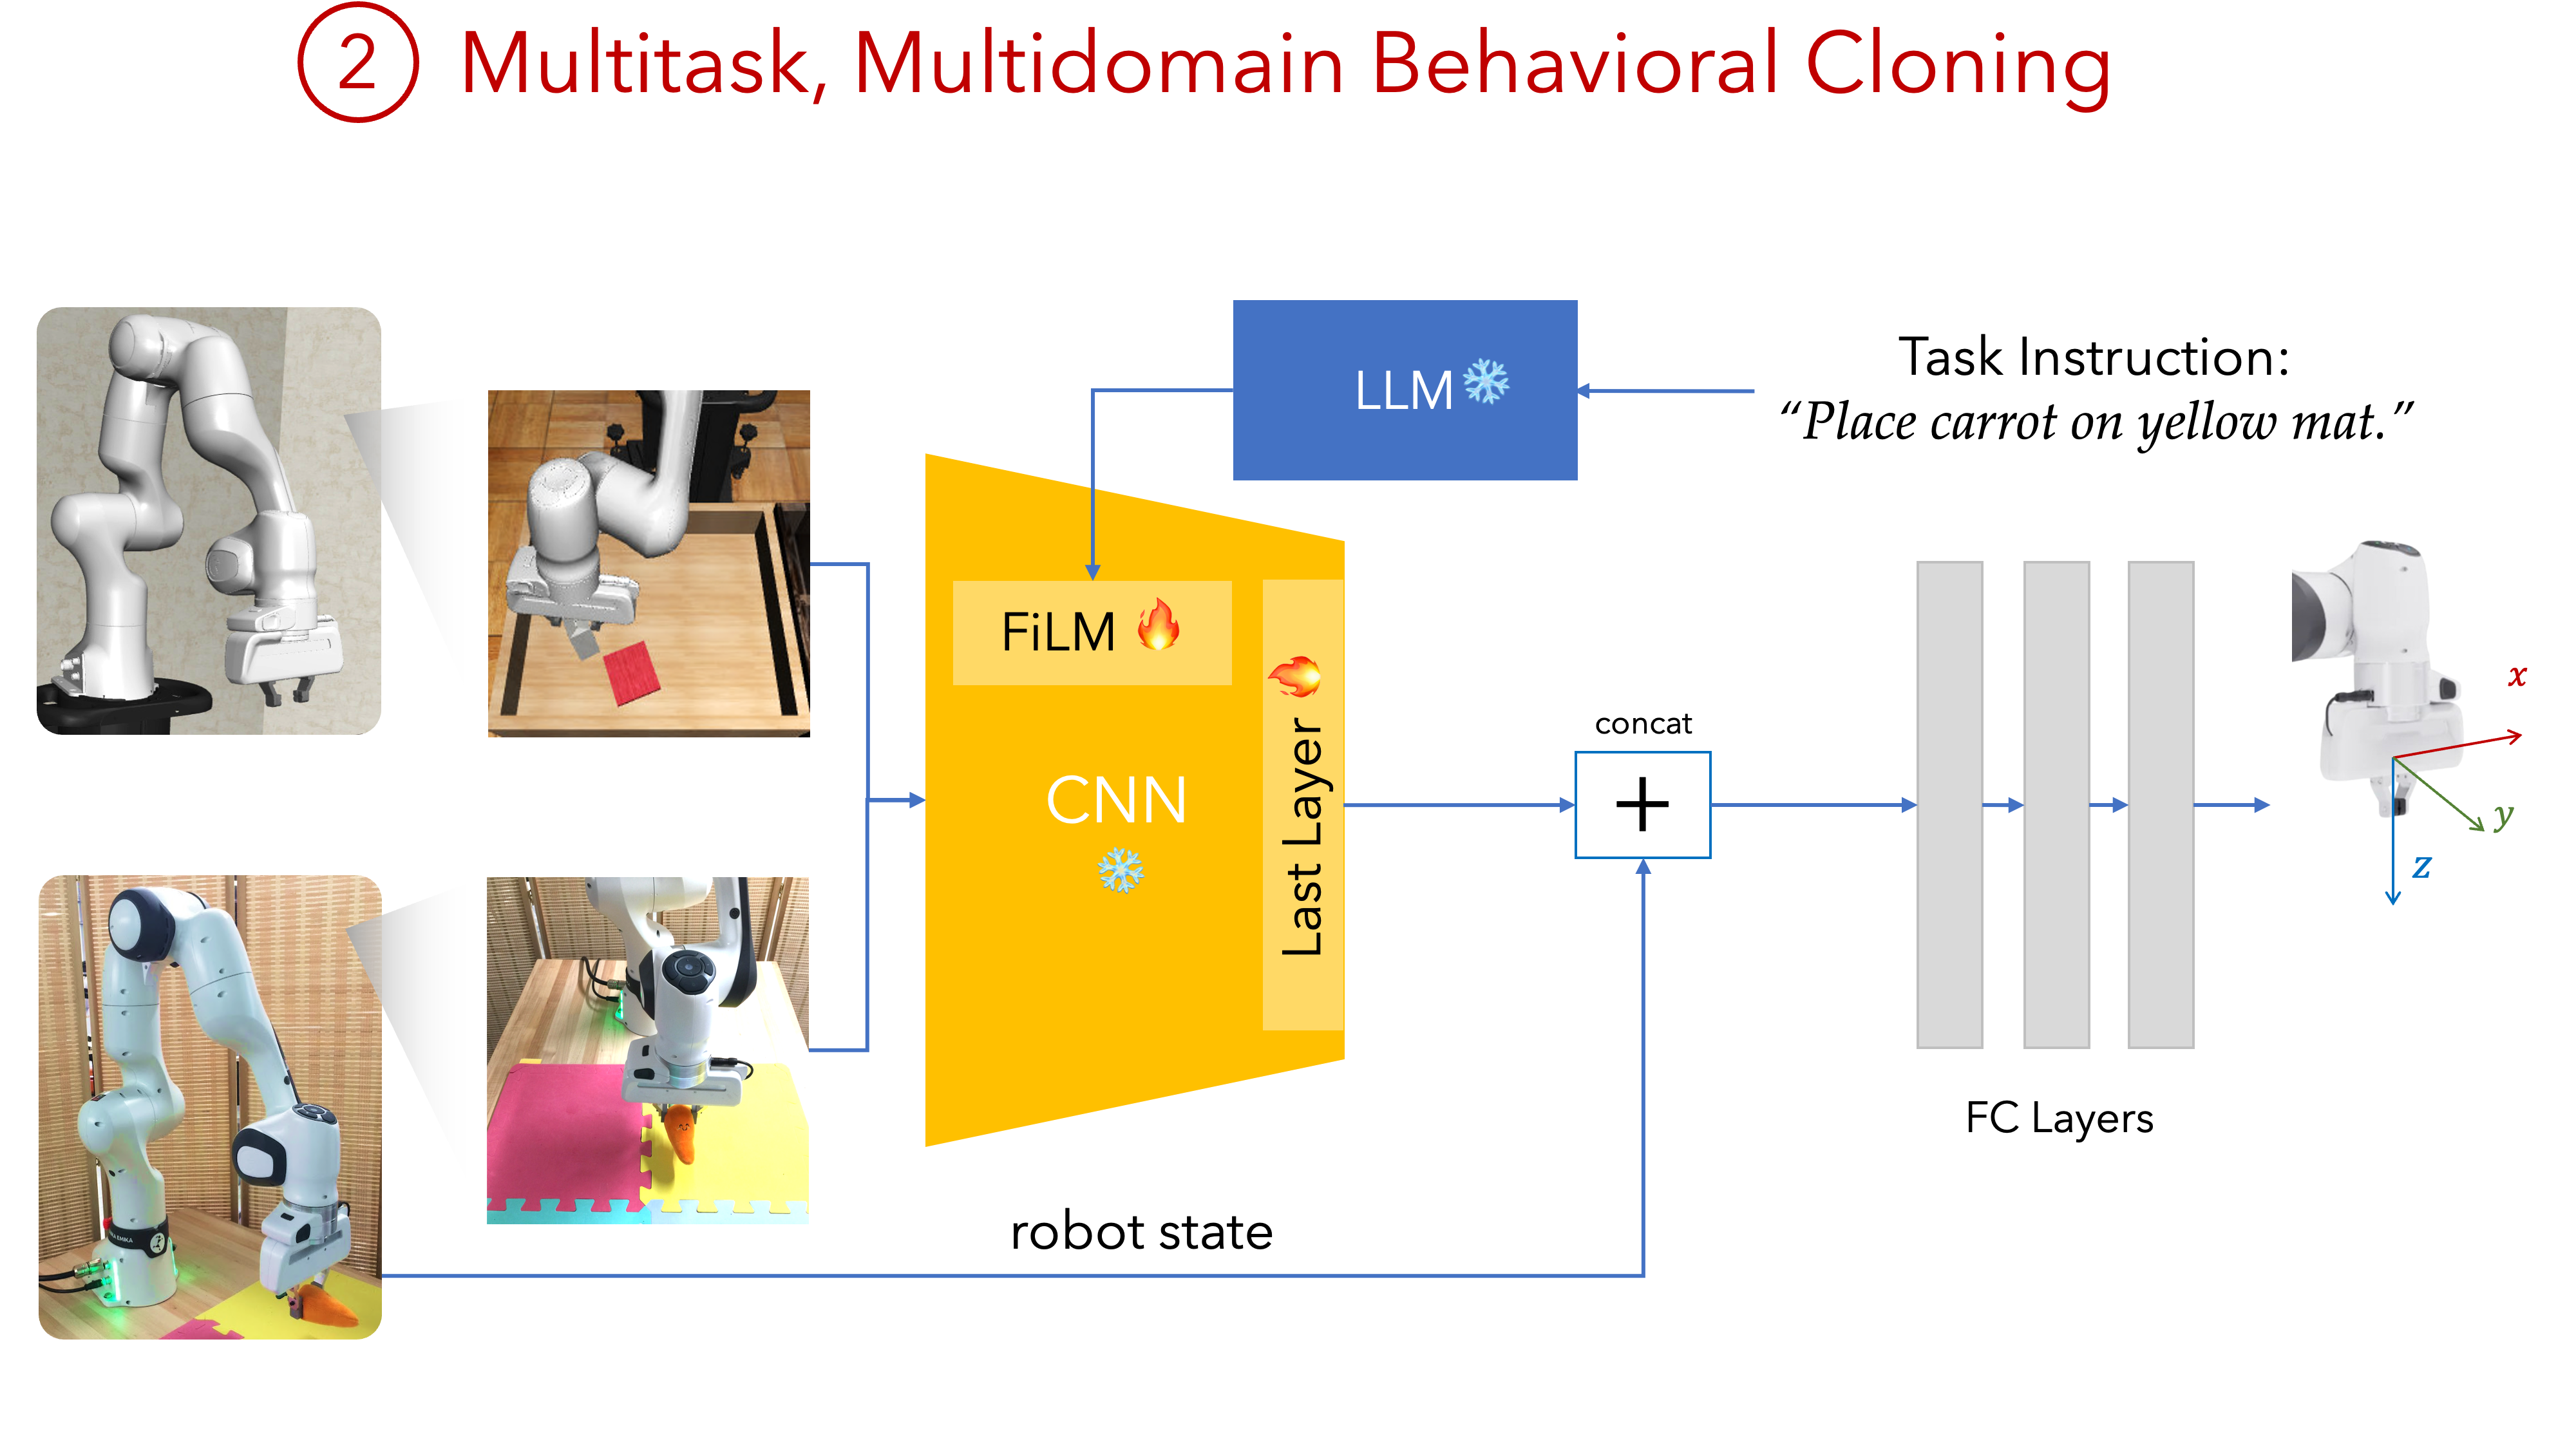 2 Multitask, Multidomain Behavioral Cloning
LLM
Task Instruction:
“Place carrot on yellow mat.”
FiLM
Last Layer
CNN
concat
+
x
y
z
FC Layers
robot state